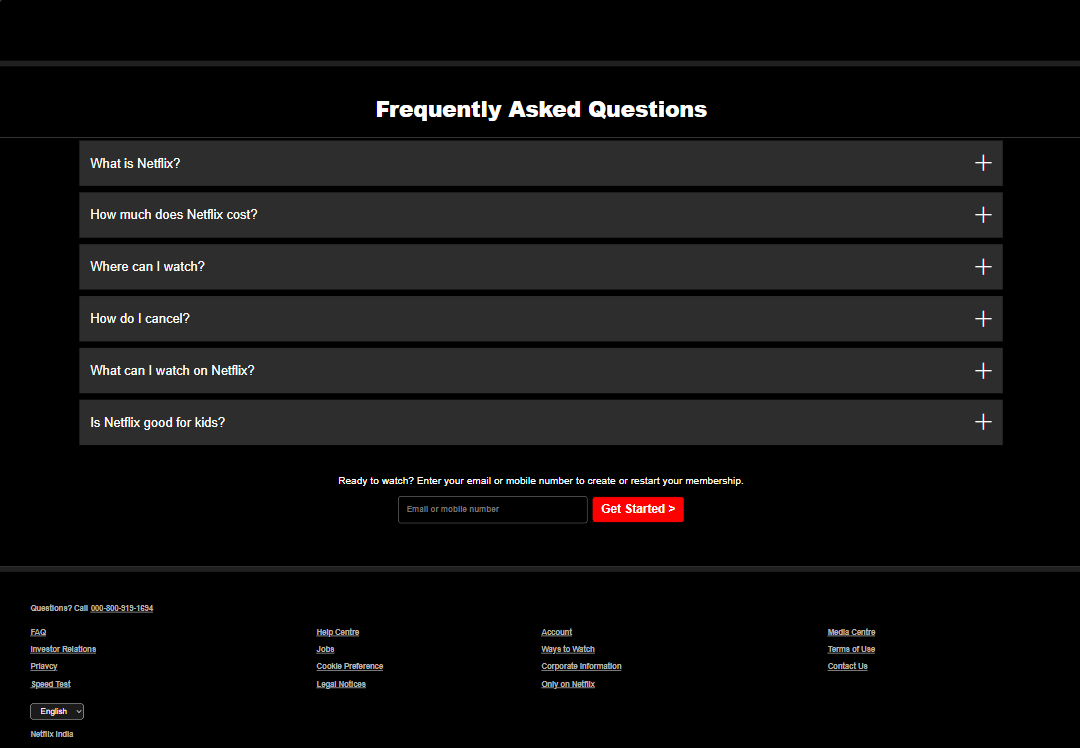 Frequently Asked Questions
What is Netflix?
How much does Netflix cost?
Where can I watch?
How do I cancel?
What can I watch on Netflix?
Is Netflix good for kids?
Ready to watch? Enter your email or mobile number to create or restart your membership.
Email or mobile number Get Started >
Questions? Call 000-800-919-1694
FAQ Help Centre Account Media Centre
Investor Relations Jobs Ways to Watch Terms of Use
Priavcy Cookie Preference Corporate Information Contact Us
Speed Test Legal Notices Only on Netflix
English
Netflix India